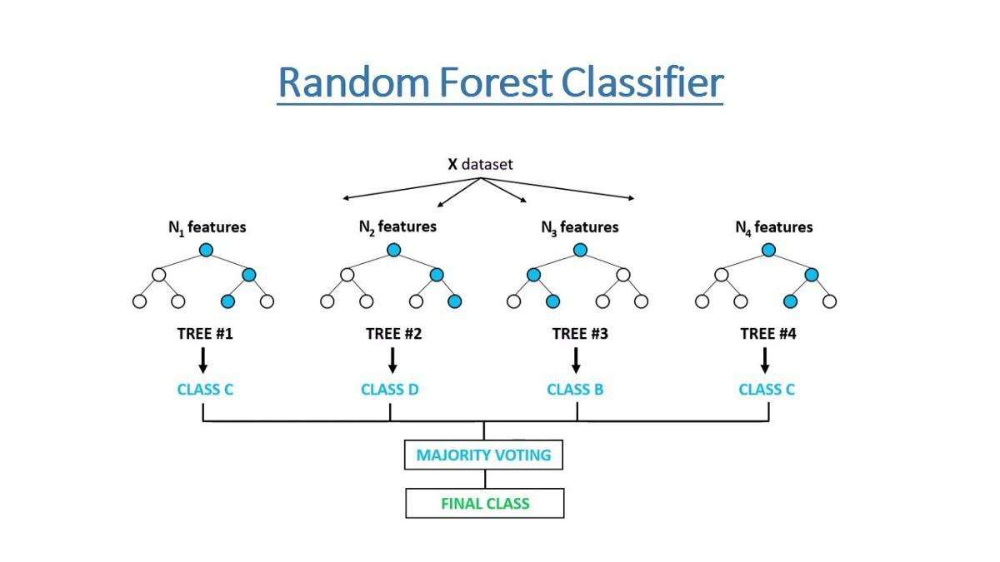 Random Forest Classifier
X dataset
N1 features
N2 features
N3 features
N4 features
TREE #1
TREE #2
TREE #3
TREE #4
CLASS C
CLASS D
CLASS B
CLASS C
MAJORITY VOTING
FINAL CLASS